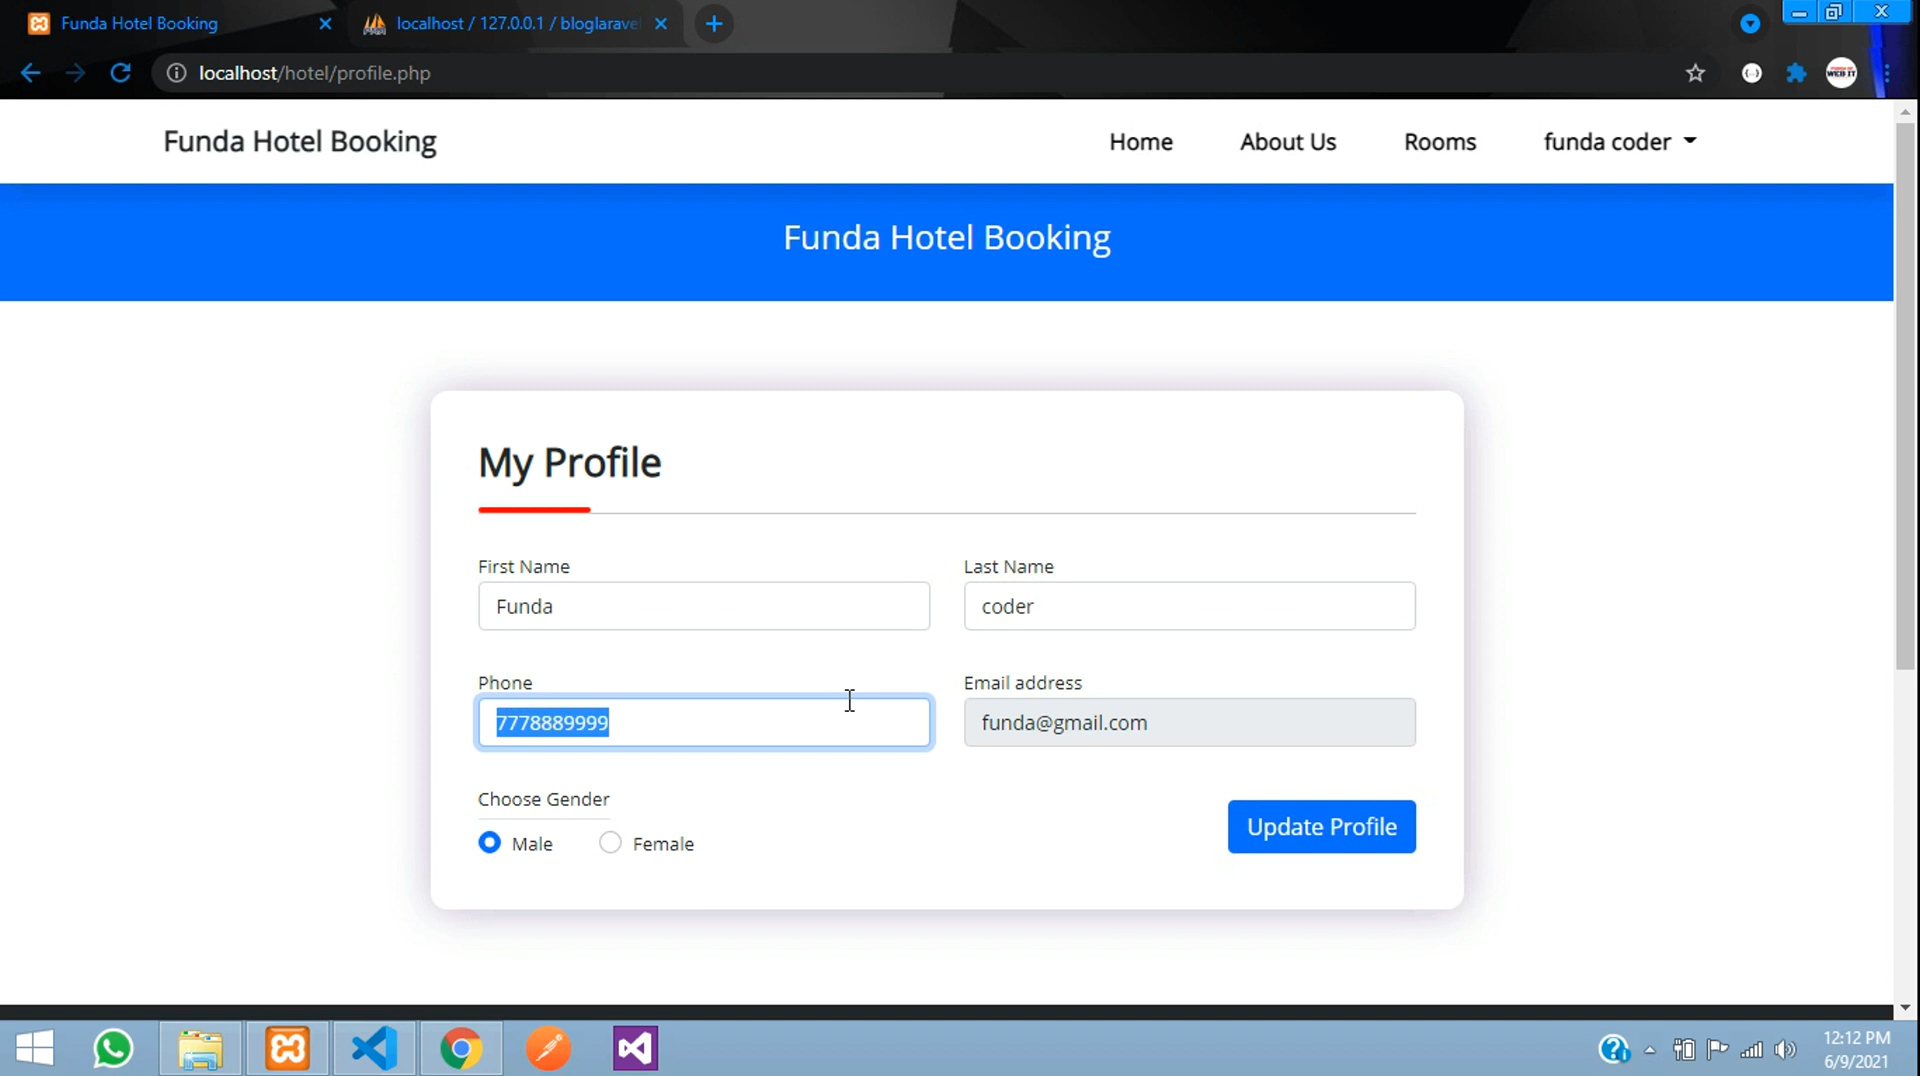 Funda Hotel Booking
localhost / 127.0.0.1 / bloglarave
localhost/hotel/profile.php
WEB IT
Funda Hotel Booking
Home
About Us
Rooms
funda coder
Funda Hotel Booking
My Profile
First Name
Last Name
Funda
coder
Phone
Email address
7778889999
funda@gmail.com
Choose Gender
Male
Female
Update Profile
12:12 PM
6/9/2021